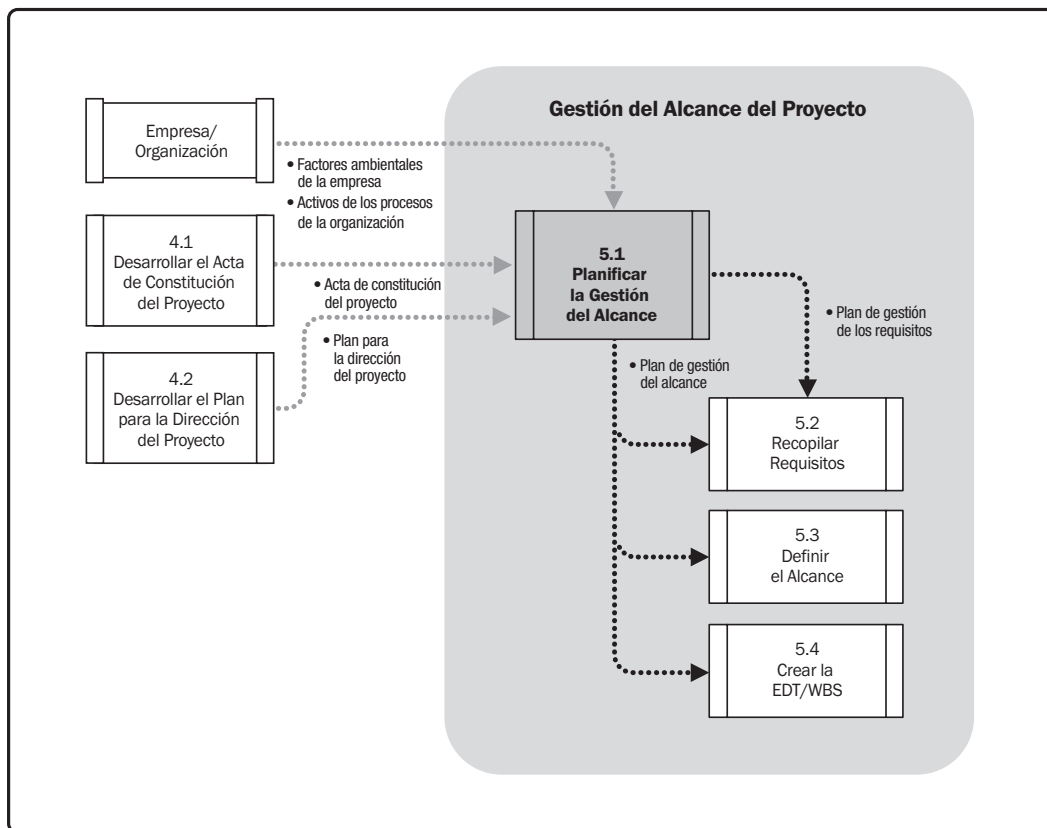 Gestión del Alcance del Proyecto
Empresa/
Organización
• Factores ambientales
de la empresa
• Activos de los procesos
de la organización
4.1
Desarrollar el Acta
de Constitución
del Proyecto
• Acta de constitución
del proyecto
4.2
Desarrollar el Plan
para la Dirección
del Proyecto
• Plan para
la dirección
del proyecto
5.1
Planificar
la Gestión
del Alcance
• Plan de gestión
de los requisitos
• Plan de gestión
del alcance
5.2
Recopilar
Requisitos
5.3
Definir
el Alcance
5.4
Crear la
EDT/WBS